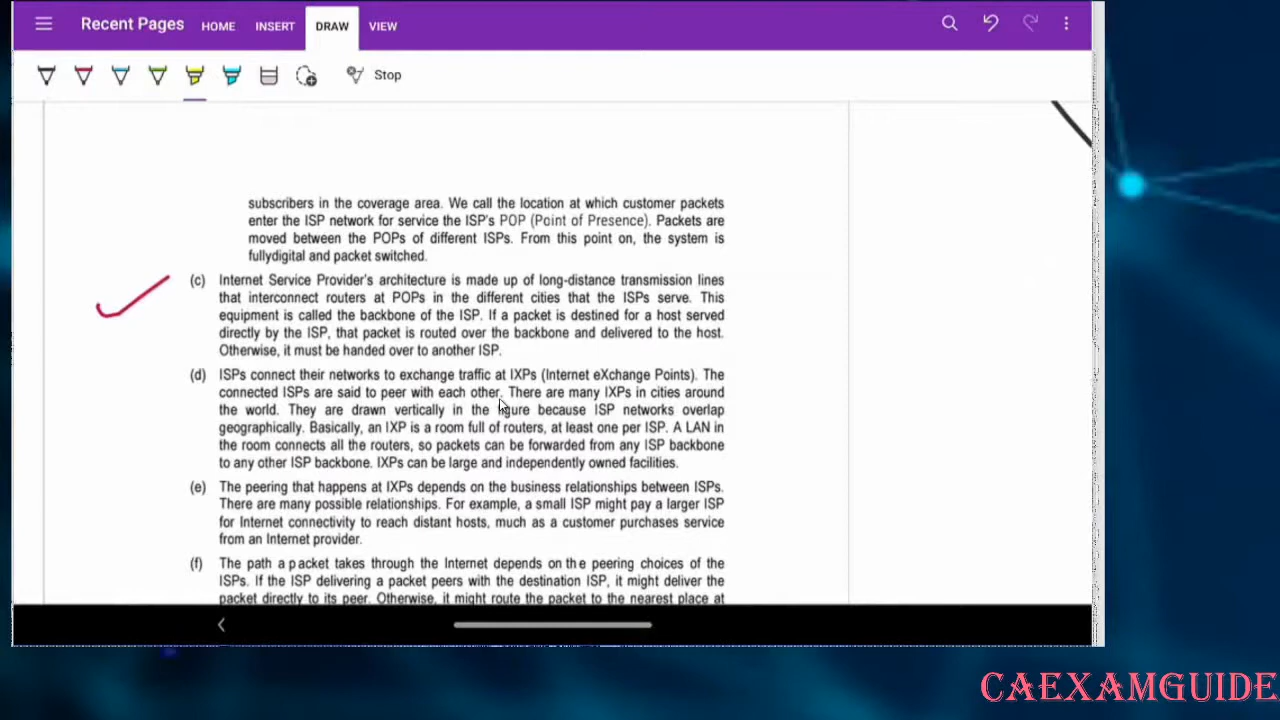 Recent Pages HOME INSERT DRAW VIEW
Stop
subscribers in the coverage area. We call the location at which customer packets
enter the ISP network for service the ISP's POP (Point of Presence). Packets are
moved between the POPs of different ISPs. From this point on, the system is
fullydigital and packet switched.
(c) Internet Service Provider's architecture is made up of long-distance transmission lines
that interconnect routers at POPs in the different cities that the ISPs serve. This
equipment is called the backbone of the ISP. If a packet is destined for a host served
directly by the ISP, that packet is routed over the backbone and delivered to the host.
Otherwise, it must be handed over to another ISP.
(d) ISPs connect their networks to exchange traffic at IXPs (Internet eXchange Points). The
connected ISPs are said to peer with each other. There are many IXPs in cities around
the world. They are drawn vertically in the figure because ISP networks overlap
geographically. Basically, an IXP is a room full of routers, at least one per ISP. A LAN in
the room connects all the routers, so packets can be forwarded from any ISP backbone
to any other ISP backbone. IXPs can be large and independently owned facilities.
(e) The peering that happens at IXPs depends on the business relationships between ISPs.
There are many possible relationships. For example, a small ISP might pay a larger ISP
for Internet connectivity to reach distant hosts, much as a customer purchases service
from an Internet provider.
(f) The path a packet takes through the Internet depends on the peering choices of the
ISPs. If the ISP delivering a packet peers with the destination ISP, it might deliver the
packet directly to its peer. Otherwise, it might route the packet to the nearest place at
CAEXAMGUIDE